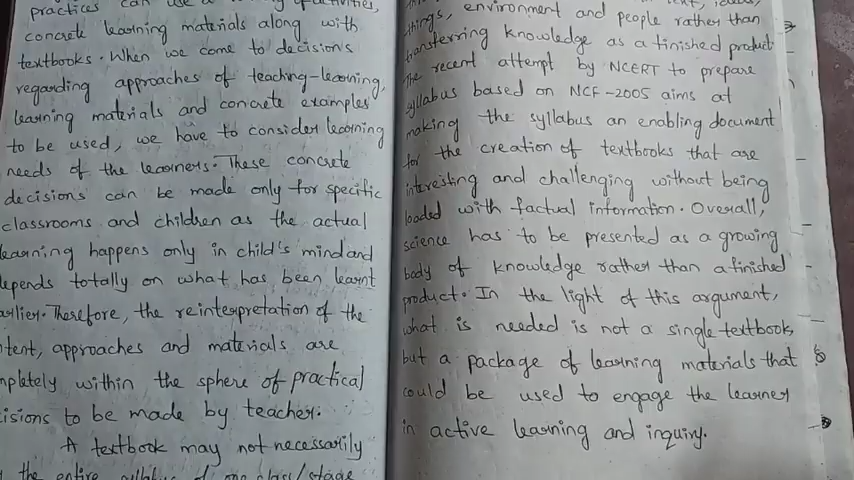 practices can use a
concrete learning materials along with
textbooks. When we come to decisions
regarding approaches of teaching-learning,
learning materials and concrete examples
to be used, we have to consider learning
needs of the learners. These concrete
decisions can be made only for specific
classrooms and children as the actual
learning happens only in child's mind and
depends totally on what has been learnt
arlier. Therefore, the reinterpretation of the
tent, approaches and materials are
mpletely within the sphere of practical
isions to be made by teacher.
A textbook may not necessarily
the entire syllabus of one class/stage
things, environment and people rather than
transferring knowledge as a finished product
The recent attempt by NCERT to prepare
syllabus based on NCF-2005 aims at
making the syllabus an enabling document
for the creation of textbooks that are
interesting and challenging without being
loaded with factual information. Overall,
science has to be presented as a growing
body of knowledge rather than a finished
product. In the light of this argument,
what is needed is not a single textbook,
but a package of learning materials that
could be used to engage the learner
in active learning and inquiry.